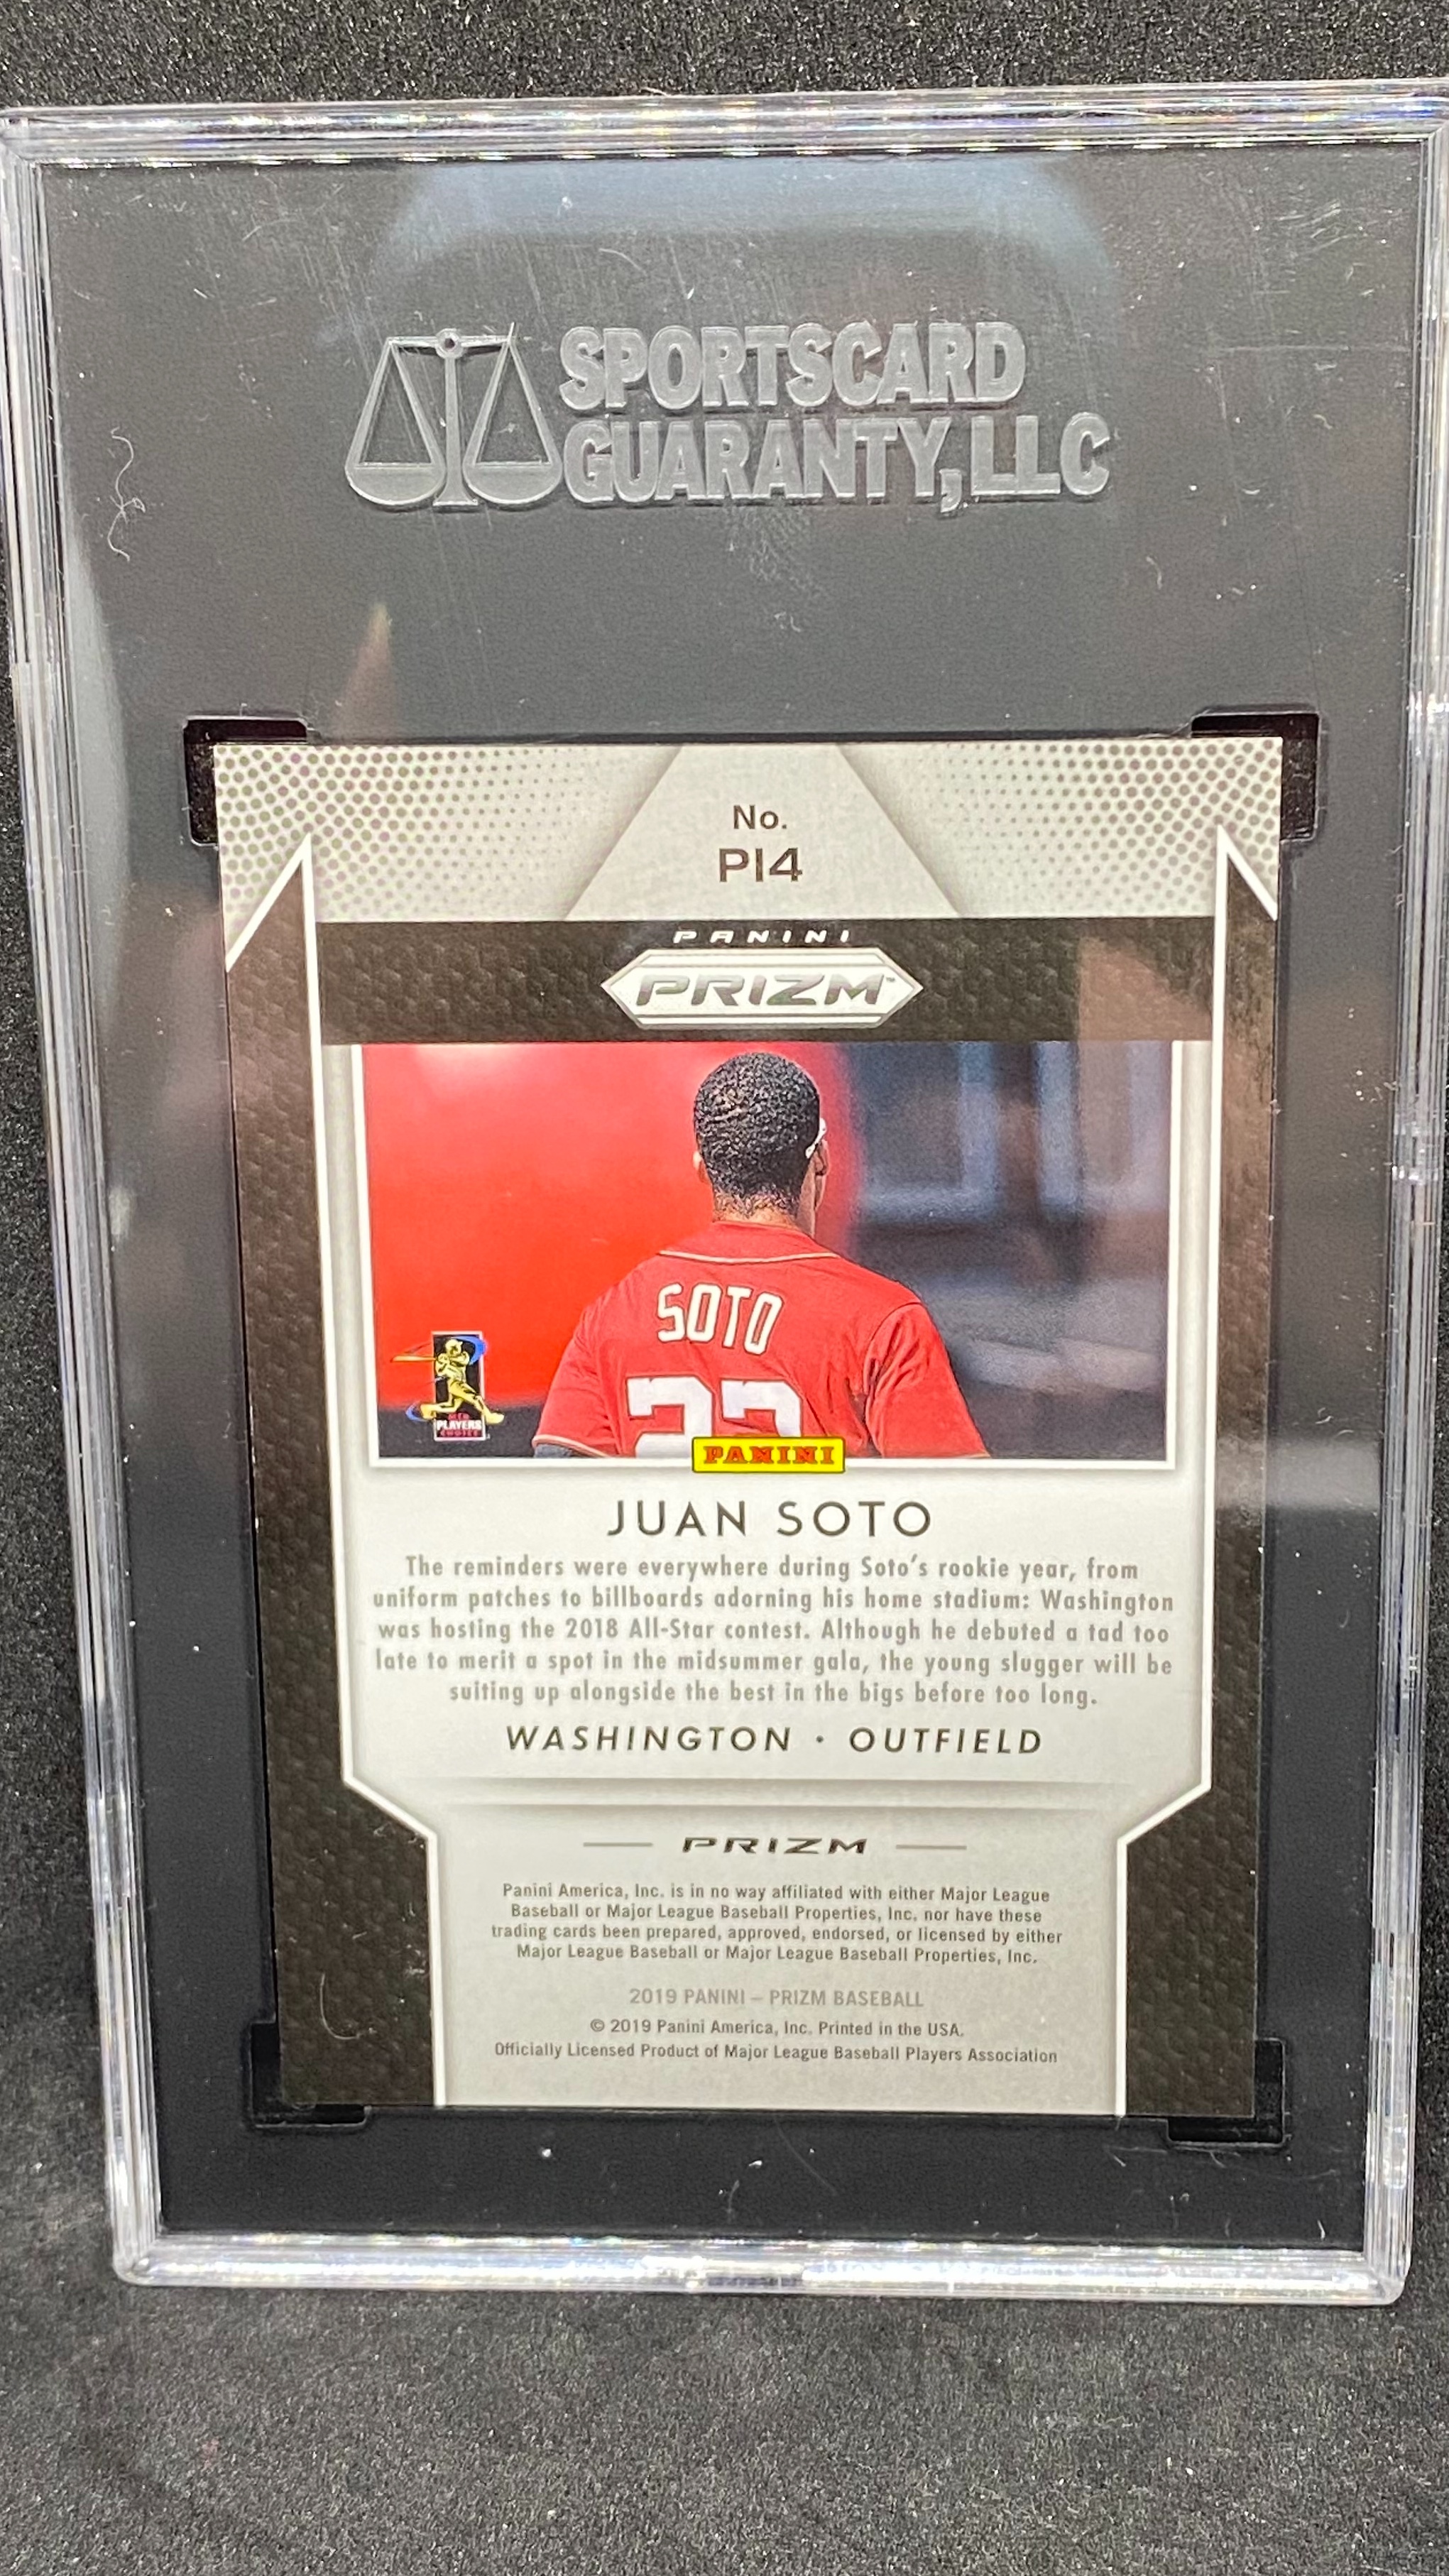 SPORTSCARD
GUARANTY, LLC
No.
PI4
PANINI
PRIZM™
SOTO
22
MLB
PLAYERS
CHOICE
PANINI
JUAN SOTO
The reminders were everywhere during Soto's rookie year, from
uniform patches to billboards adorning his home stadium: Washington
was hosting the 2018 All-Star contest. Although he debuted a tad too
late to merit a spot in the midsummer gala, the young slugger will be
suiting up alongside the best in the bigs before too long.
WASHINGTON · OUTFIELD
PRIZM
Panini America, Inc. is in no way affiliated with either Major League
Baseball or Major League Baseball Properties, Inc. nor have these
trading cards been prepared, approved, endorsed, or licensed by either
Major League Baseball or Major League Baseball Properties, Inc.
2019 PANINI – PRIZM BASEBALL
© 2019 Panini America, Inc. Printed in the USA.
Officially Licensed Product of Major League Baseball Players Association